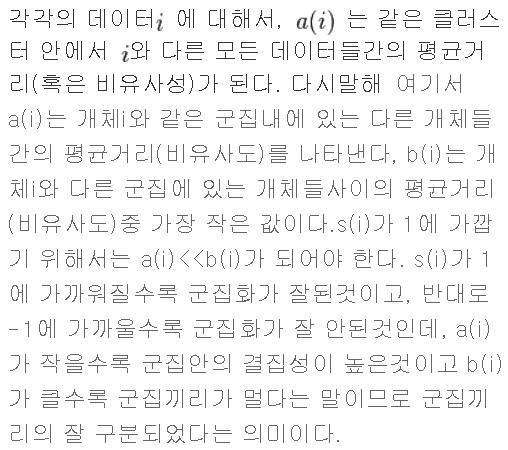 각각의 데이터i 에 대해서, a(i) 는 같은 클러스
터 안에서 i와 다른 모든 데이터들간의 평균거
리(혹은 비유사성)가 된다. 다시말해 여기서
a(i)는 개체i와 같은 군집내에 있는 다른 개체들
간의 평균거리(비유사도)를 나타낸다, b(i)는 개
체i와 다른 군집에 있는 개체들사이의 평균거리
(비유사도)중 가장 작은 값이다.s(i)가 1에 가깝
기 위해서는 a(i)<<b(i)가 되어야 한다. s(i)가 1
에 가까워질수록 군집화가 잘된것이고, 반대로
-1에 가까울수록 군집화가 잘 안된것인데, a(i)
가 작을수록 군집안의 결집성이 높은것이고 b(i)
가 클수록 군집끼리가 멀다는 말이므로 군집끼
리의 잘 구분되었다는 의미이다.